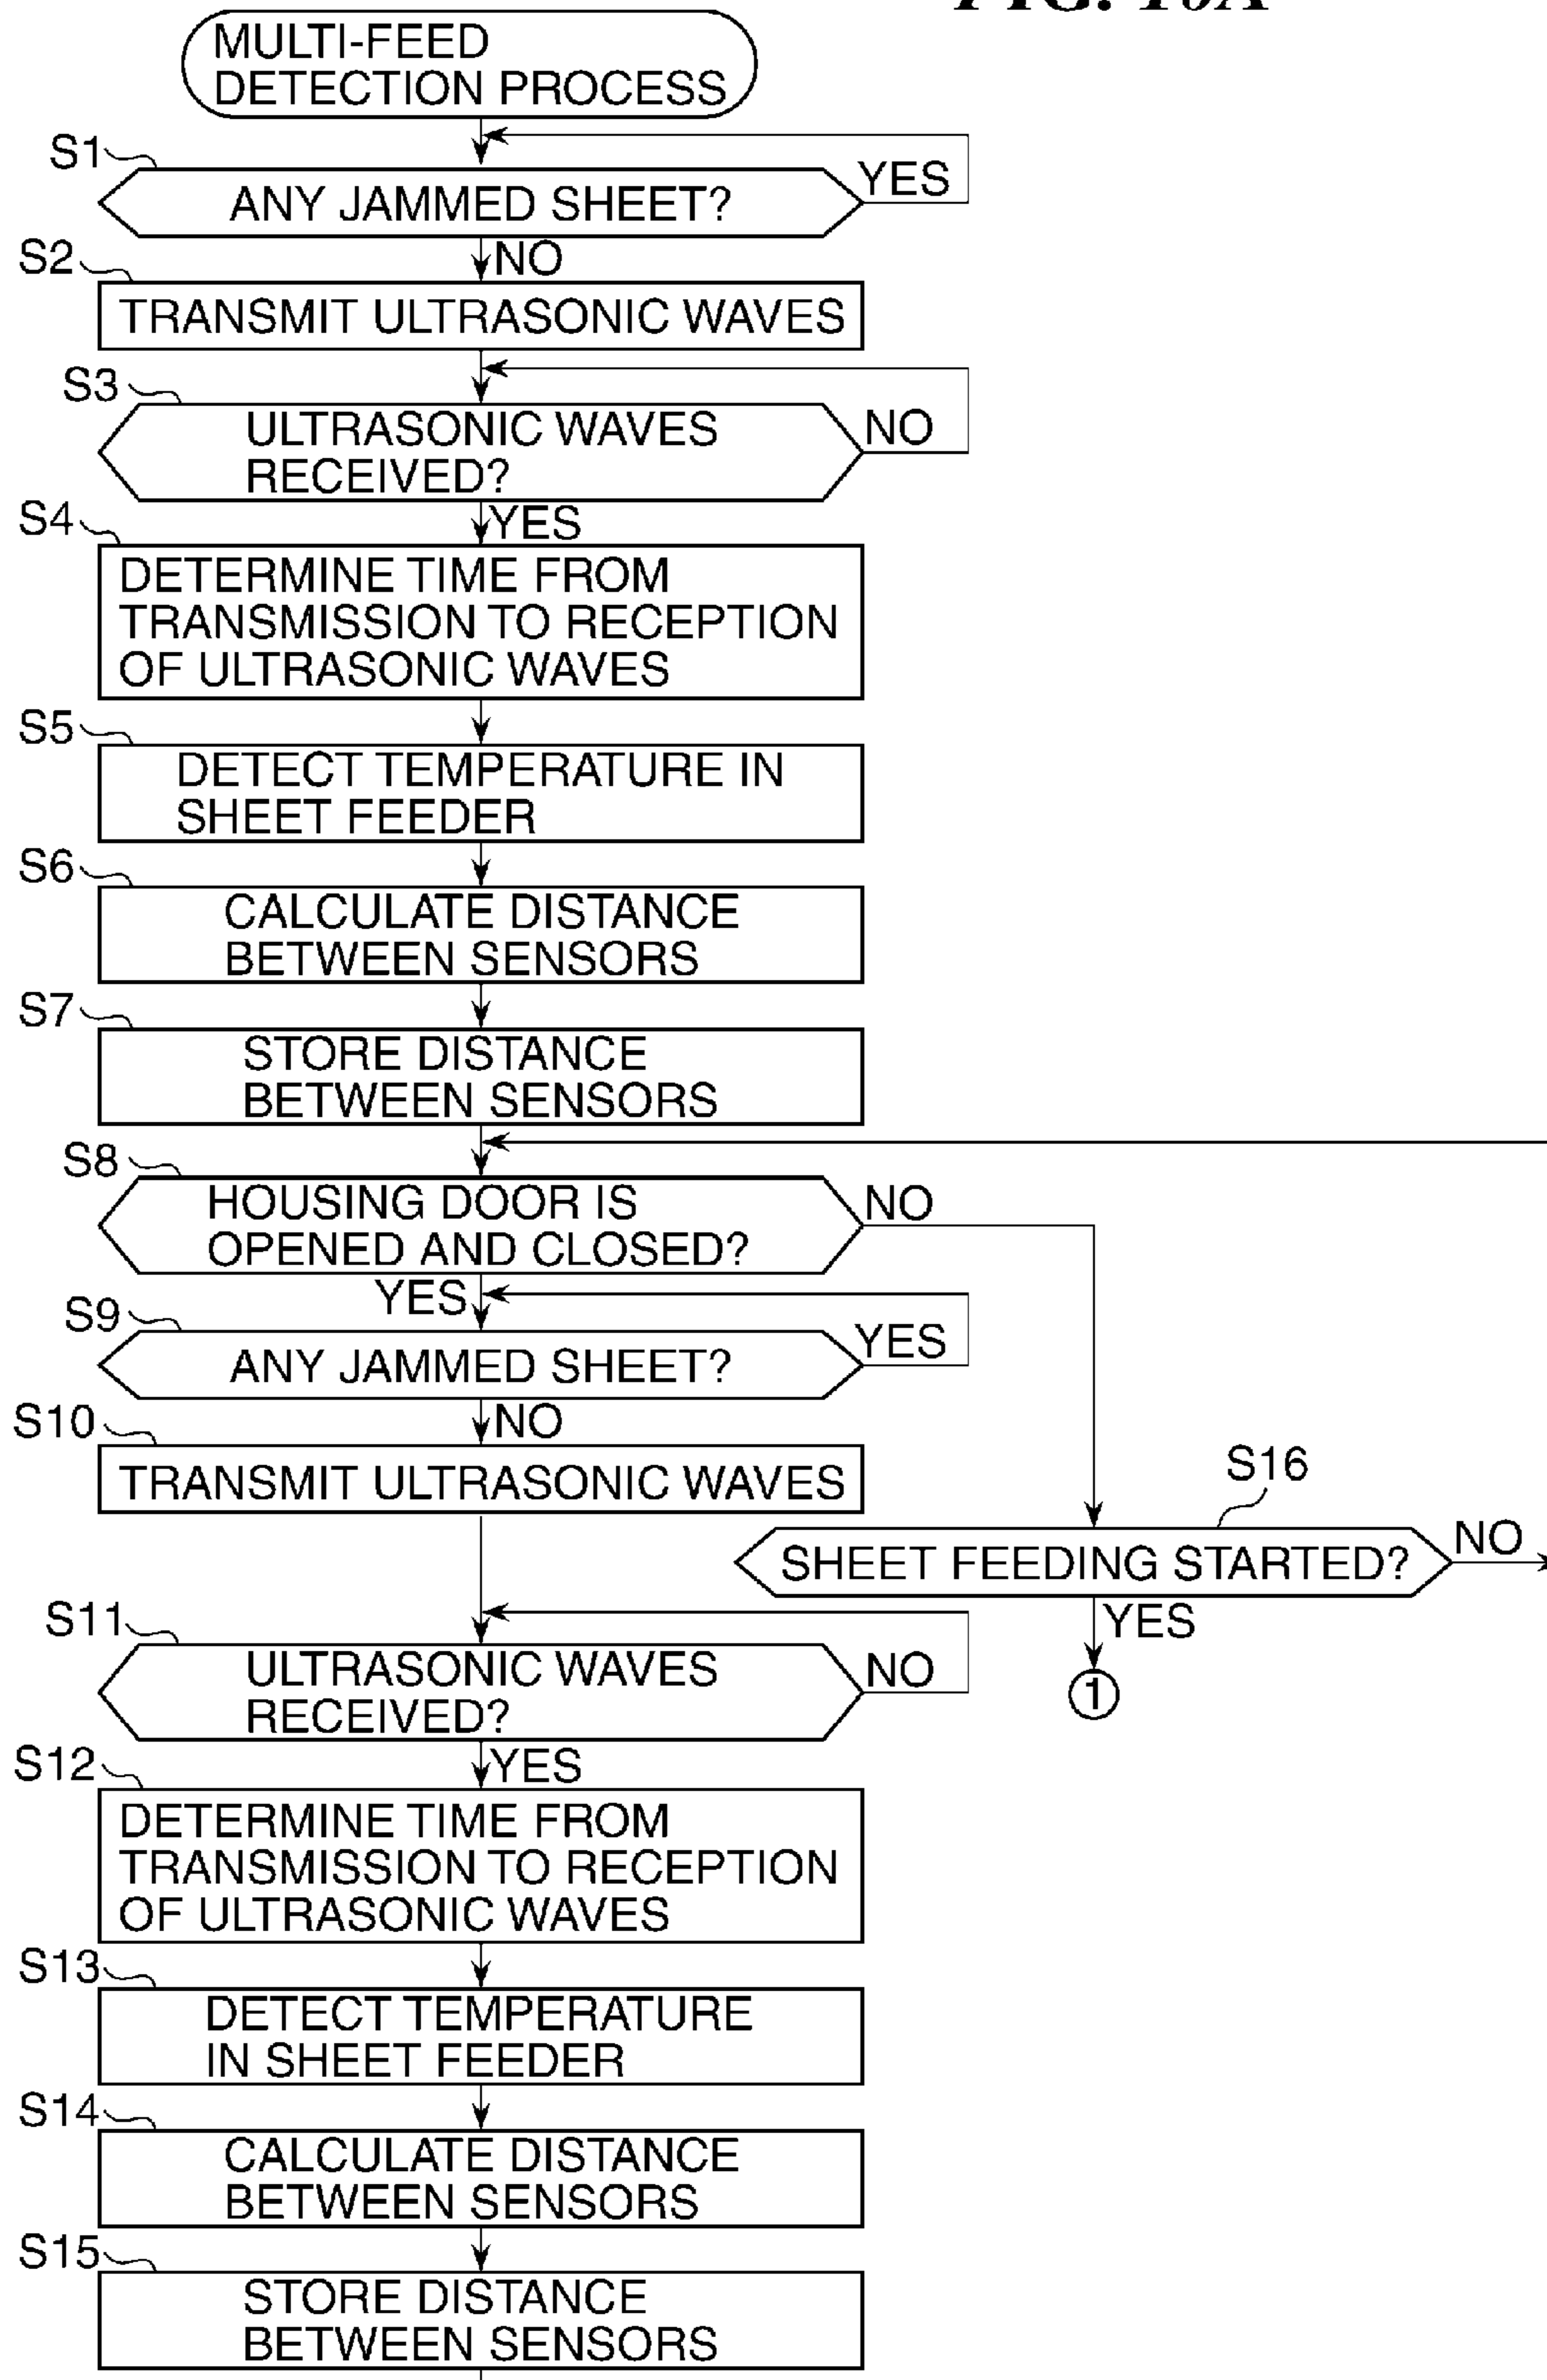 MULTI-FEED
DETECTION PROCESS
S1
ANY JAMMED SHEET?
YES
NO
S2
TRANSMIT ULTRASONIC WAVES
S3
ULTRASONIC WAVES
RECEIVED?
NO
YES
S4
DETERMINE TIME FROM
TRANSMISSION TO RECEPTION
OF ULTRASONIC WAVES
S5
DETECT TEMPERATURE IN
SHEET FEEDER
S6
CALCULATE DISTANCE
BETWEEN SENSORS
S7
STORE DISTANCE
BETWEEN SENSORS
S8
HOUSING DOOR IS
OPENED AND CLOSED?
NO
YES
S9
ANY JAMMED SHEET?
YES
NO
S10
TRANSMIT ULTRASONIC WAVES
S16
SHEET FEEDING STARTED?
NO
YES
1
S11
ULTRASONIC WAVES
RECEIVED?
NO
YES
S12
DETERMINE TIME FROM
TRANSMISSION TO RECEPTION
OF ULTRASONIC WAVES
S13
DETECT TEMPERATURE
IN SHEET FEEDER
S14
CALCULATE DISTANCE
BETWEEN SENSORS
S15
STORE DISTANCE
BETWEEN SENSORS